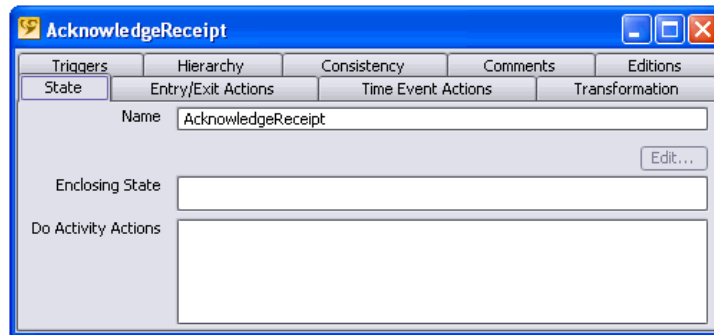 AcknowledgeReceipt
Triggers Hierarchy Consistency Comments Editions
State Entry/Exit Actions Time Event Actions Transformation
Name AcknowledgeReceipt
Edit...
Enclosing State
Do Activity Actions